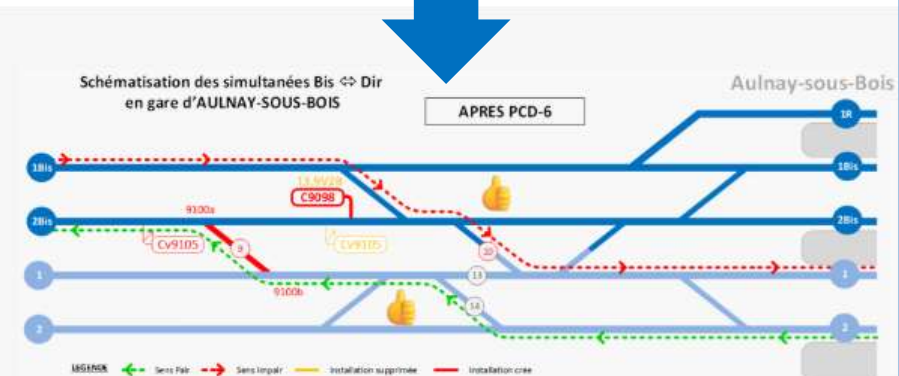 Schématisation des simultanées Bis ⇔ Dir
en gare d'AULNAY-SOUS-BOIS
APRES PCD-6
Aulnay-sous-Bois
1R
1Bis
1Bis
C9098
9100a
2Bis
2Bis
Cv9105
Cv9105
9
10
1
13
1
9100b
14
2
2
LEGENDE Sens Pair Sens Impair Installation supprimée Installation crée